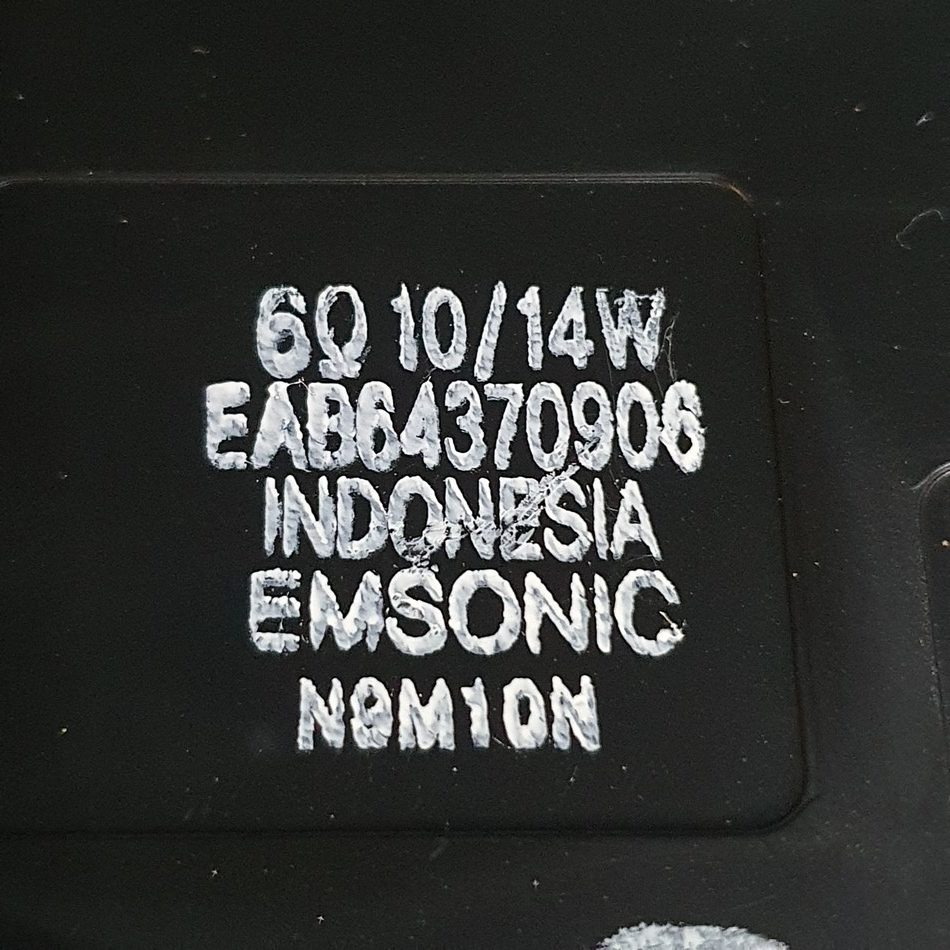 6Ω 10/14W
EAB64370906
INDONESIA
EMSONIC
N9M10N